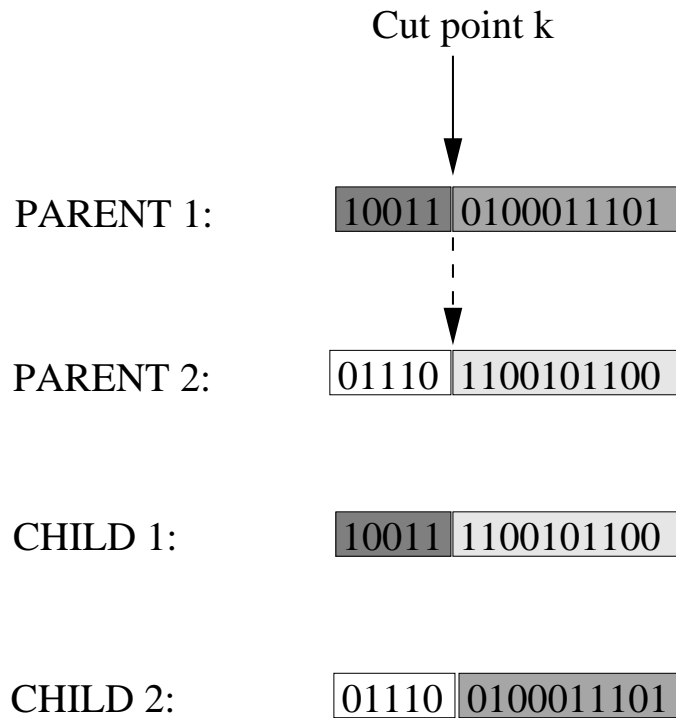 Cut point k
PARENT 1: 10011 0100011101
PARENT 2: 01110 1100101100
CHILD 1: 10011 1100101100
CHILD 2: 01110 0100011101